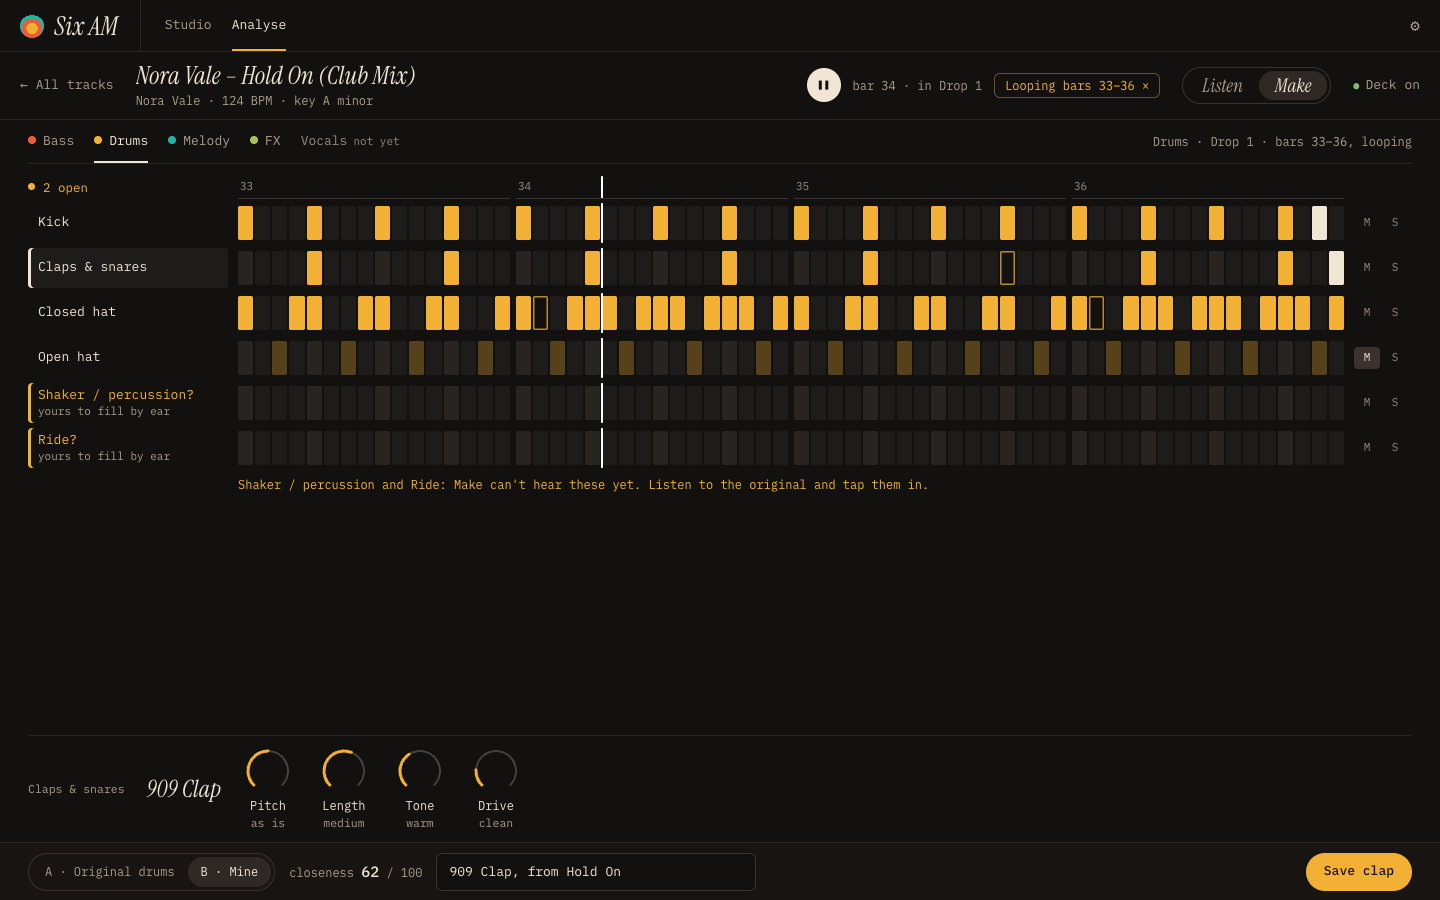 Six AM
Studio Analyse
⚙
← All tracks
Nora Vale – Hold On (Club Mix)
Nora Vale · 124 BPM · key A minor
bar 34 · in Drop 1
Looping bars 33–36 ×
Listen Make
Deck on
Bass Drums Melody FX Vocals not yet
Drums · Drop 1 · bars 33–36, looping
2 open
33 34 35 36
Kick M S
Claps & snares M S
Closed hat M S
Open hat M S
Shaker / percussion?
yours to fill by ear
M S
Ride?
yours to fill by ear
M S
Shaker / percussion and Ride: Make can't hear these yet. Listen to the original and tap them in.
Claps & snares
909 Clap
Pitch Length Tone Drive
as is medium warm clean
A · Original drums B · Mine
closeness 62 / 100
909 Clap, from Hold On
Save clap